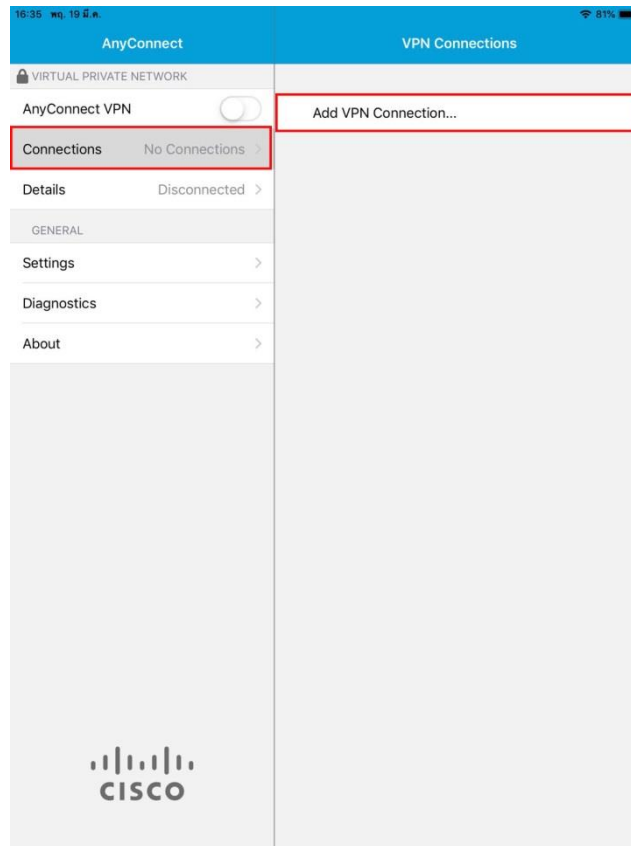 16:35 พฤ. 19 มี.ค.
81%
AnyConnect
VPN Connections
VIRTUAL PRIVATE NETWORK
AnyConnect VPN
Add VPN Connection...
Connections No Connections
Details Disconnected
GENERAL
Settings
Diagnostics
About
CISCO